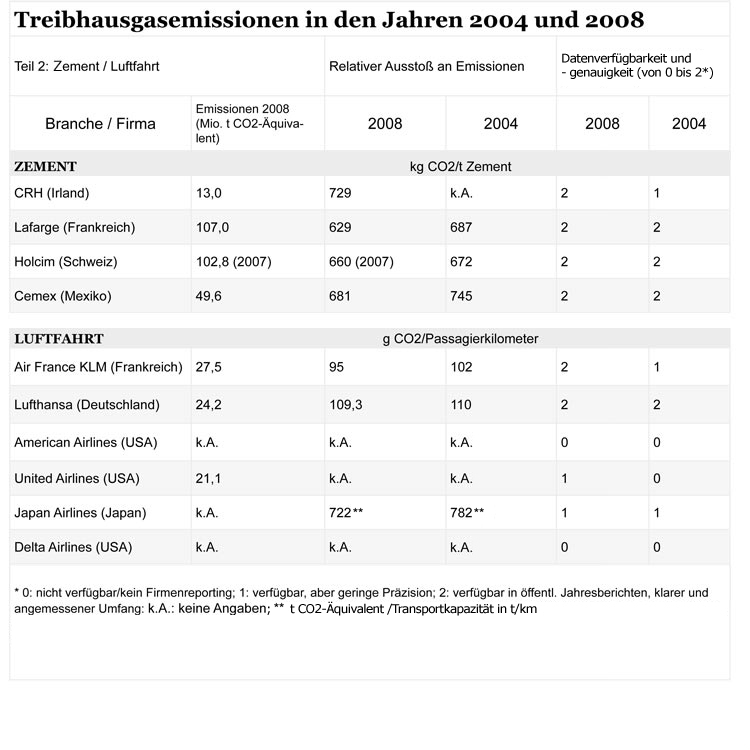 Treibhausgasemissionen in den Jahren 2004 und 2008
Teil 2: Zement / Luftfahrt Relativer Ausstoß an Emissionen Datenverfügbarkeit und
- genauigkeit (von 0 bis 2*)
Branche / Firma Emissionen 2008
(Mio. t CO2-Äquiva-
lent) 2008 2004 2008 2004
ZEMENT kg CO2/t Zement
CRH (Irland) 13,0 729 k.A. 2 1
Lafarge (Frankreich) 107,0 629 687 2 2
Holcim (Schweiz) 102,8 (2007) 660 (2007) 672 2 2
Cemex (Mexiko) 49,6 681 745 2 2
LUFTFAHRT g CO2/Passagierkilometer
Air France KLM (Frankreich) 27,5 95 102 2 1
Lufthansa (Deutschland) 24,2 109,3 110 2 2
American Airlines (USA) k.A. k.A. k.A. 0 0
United Airlines (USA) 21,1 k.A. k.A. 1 0
Japan Airlines (Japan) k.A. 722** 782** 1 1
Delta Airlines (USA) k.A. k.A. k.A. 0 0
* 0: nicht verfügbar/kein Firmenreporting; 1: verfügbar, aber geringe Präzision; 2: verfügbar in öffentl. Jahresberichten, klarer und
angemessener Umfang: k.A.: keine Angaben; ** t CO2-Äquivalent /Transportkapazität in t/km